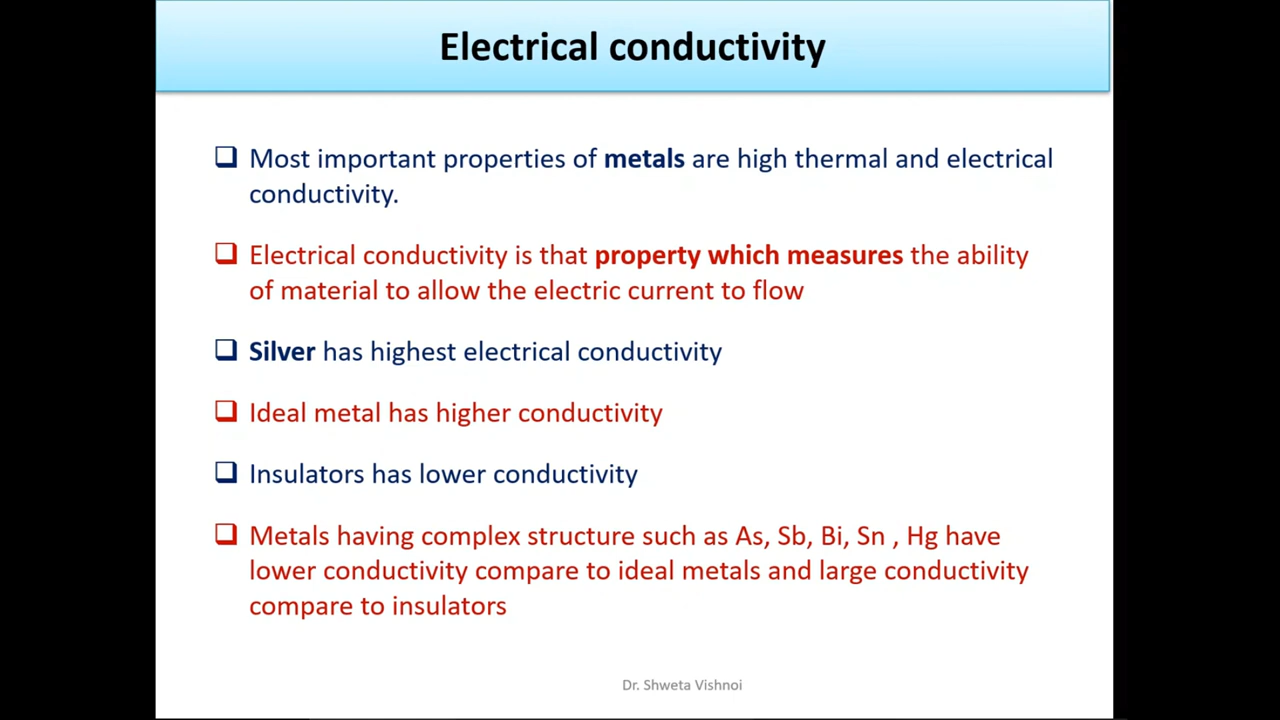 Electrical conductivity
❑ Most important properties of metals are high thermal and electrical
conductivity.
❑ Electrical conductivity is that property which measures the ability
of material to allow the electric current to flow
❑ Silver has highest electrical conductivity
❑ Ideal metal has higher conductivity
❑ Insulators has lower conductivity
❑ Metals having complex structure such as As, Sb, Bi, Sn , Hg have
lower conductivity compare to ideal metals and large conductivity
compare to insulators
Dr. Shweta Vishnoi